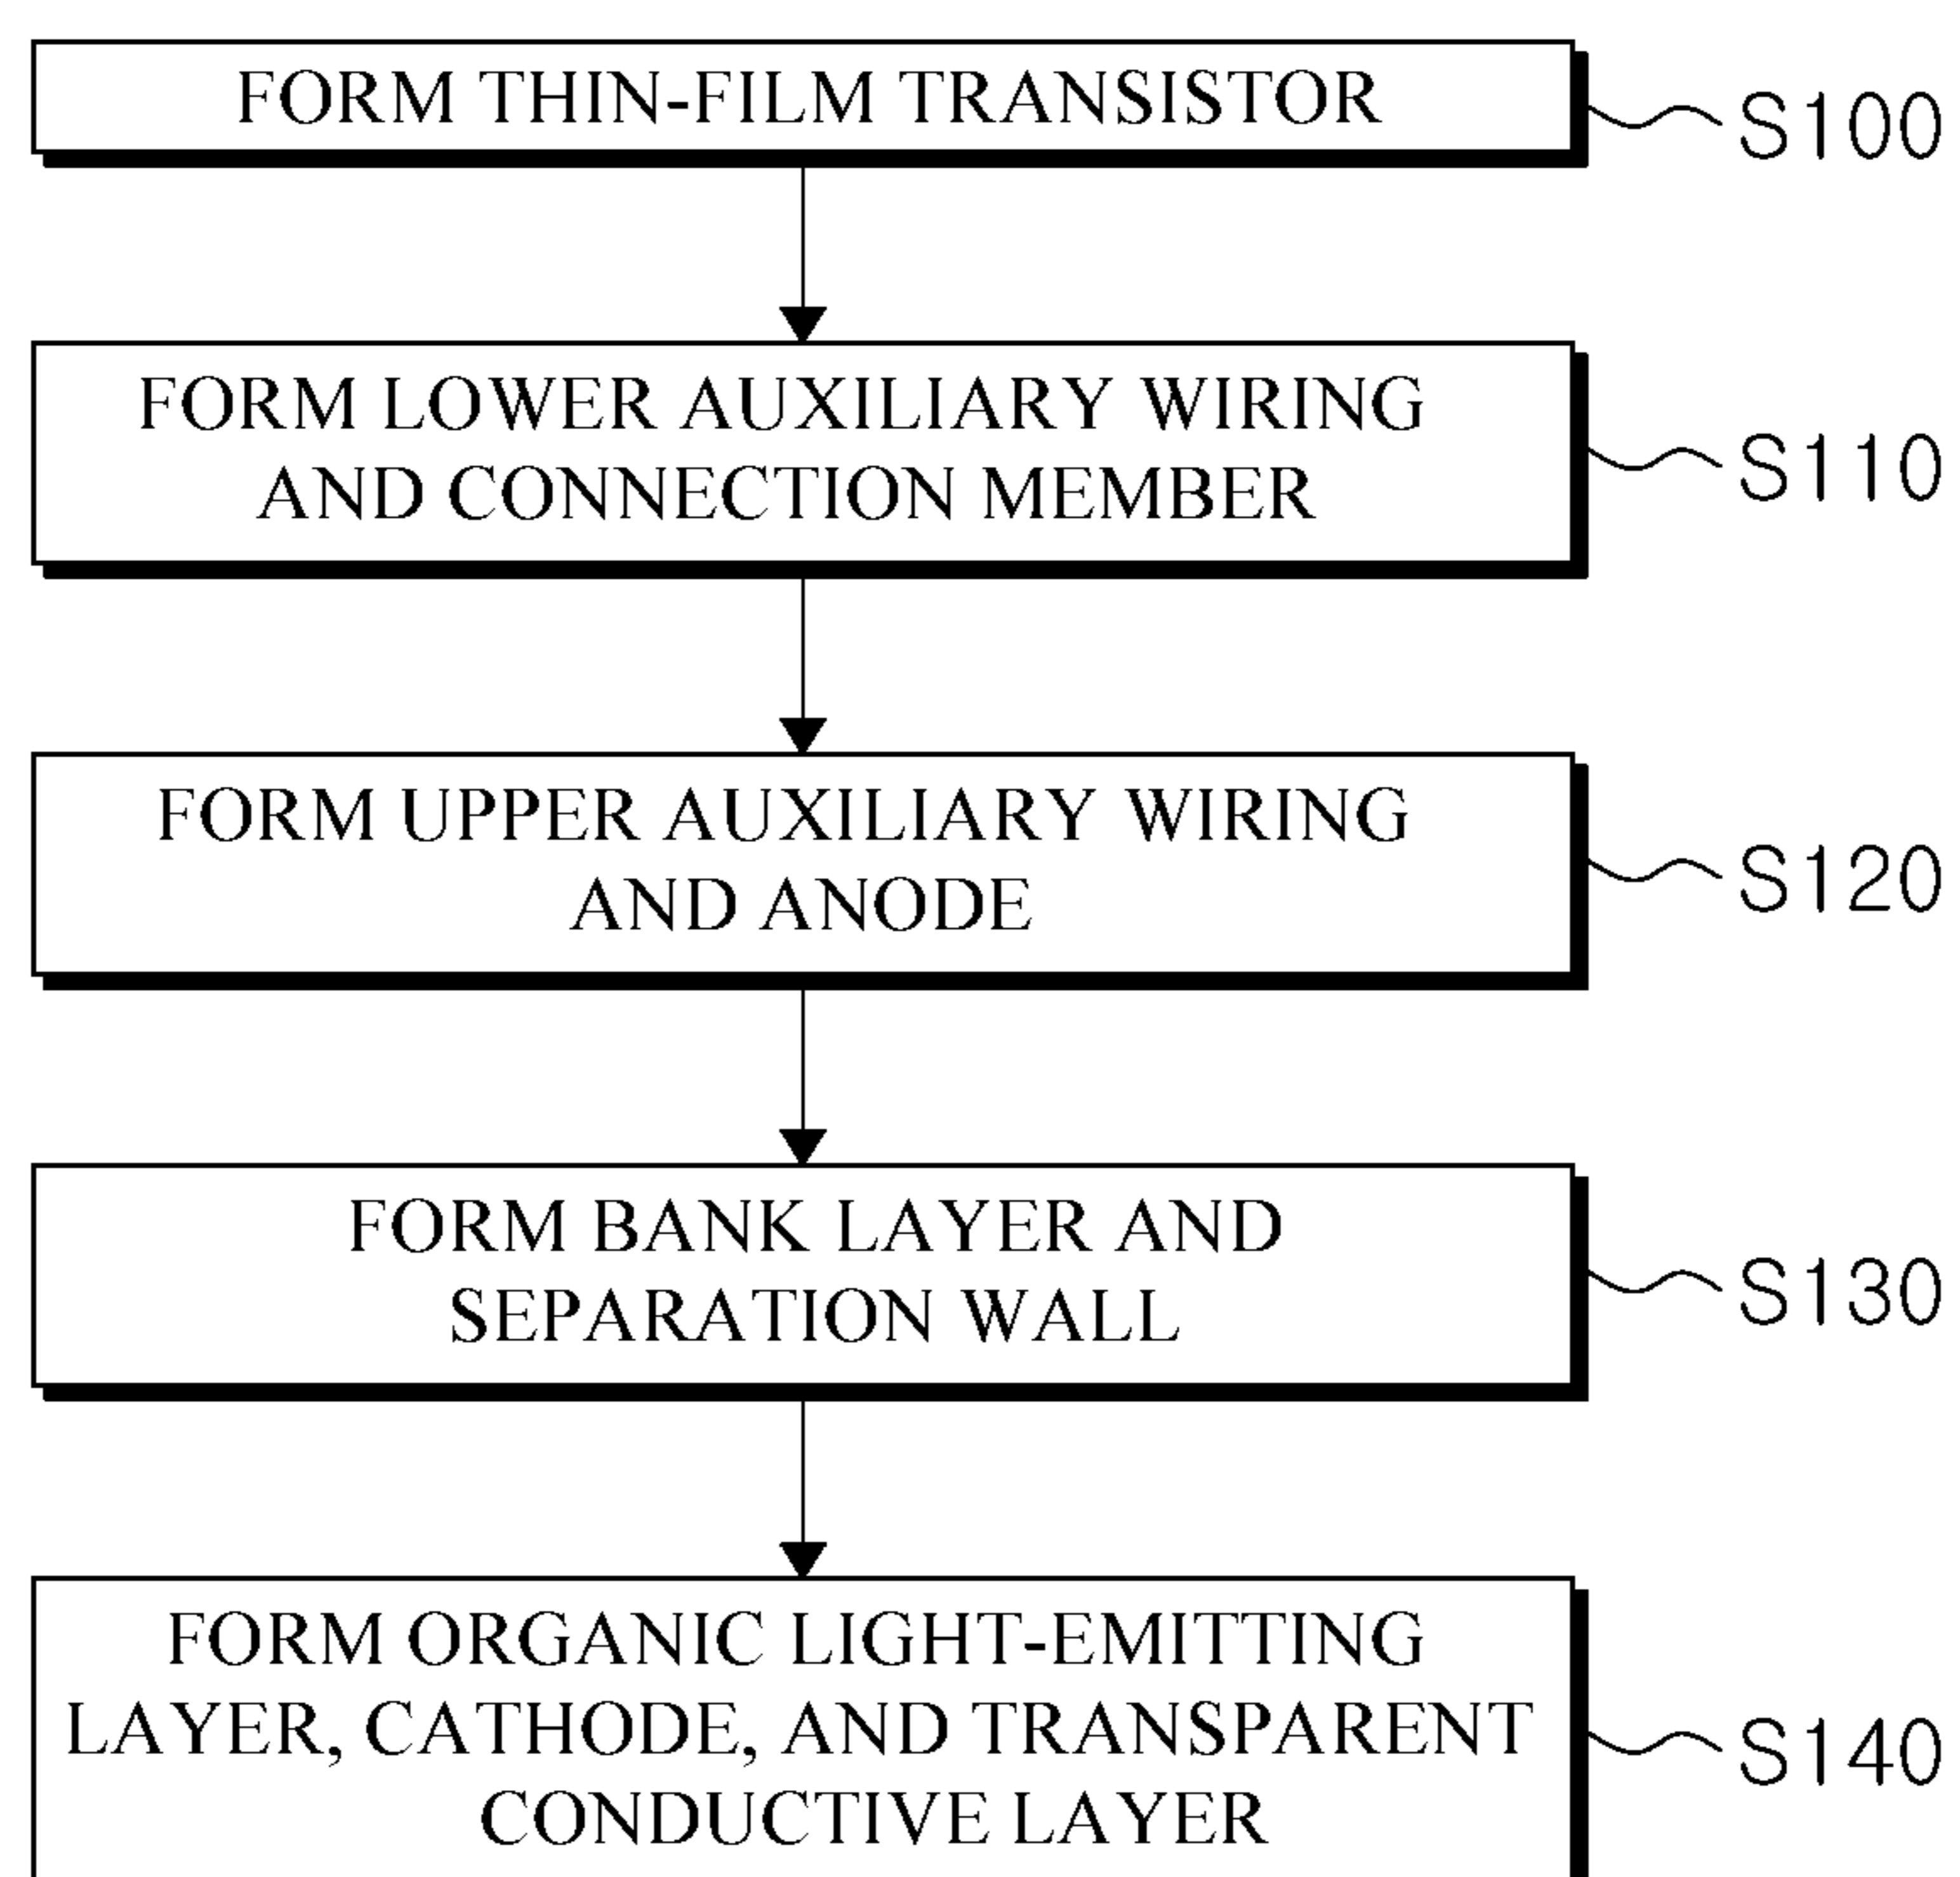 FORM THIN-FILM TRANSISTOR
S100
FORM LOWER AUXILIARY WIRING
AND CONNECTION MEMBER
S110
FORM UPPER AUXILIARY WIRING
AND ANODE
S120
FORM BANK LAYER AND
SEPARATION WALL
S130
FORM ORGANIC LIGHT-EMITTING
LAYER, CATHODE, AND TRANSPARENT
CONDUCTIVE LAYER
S140